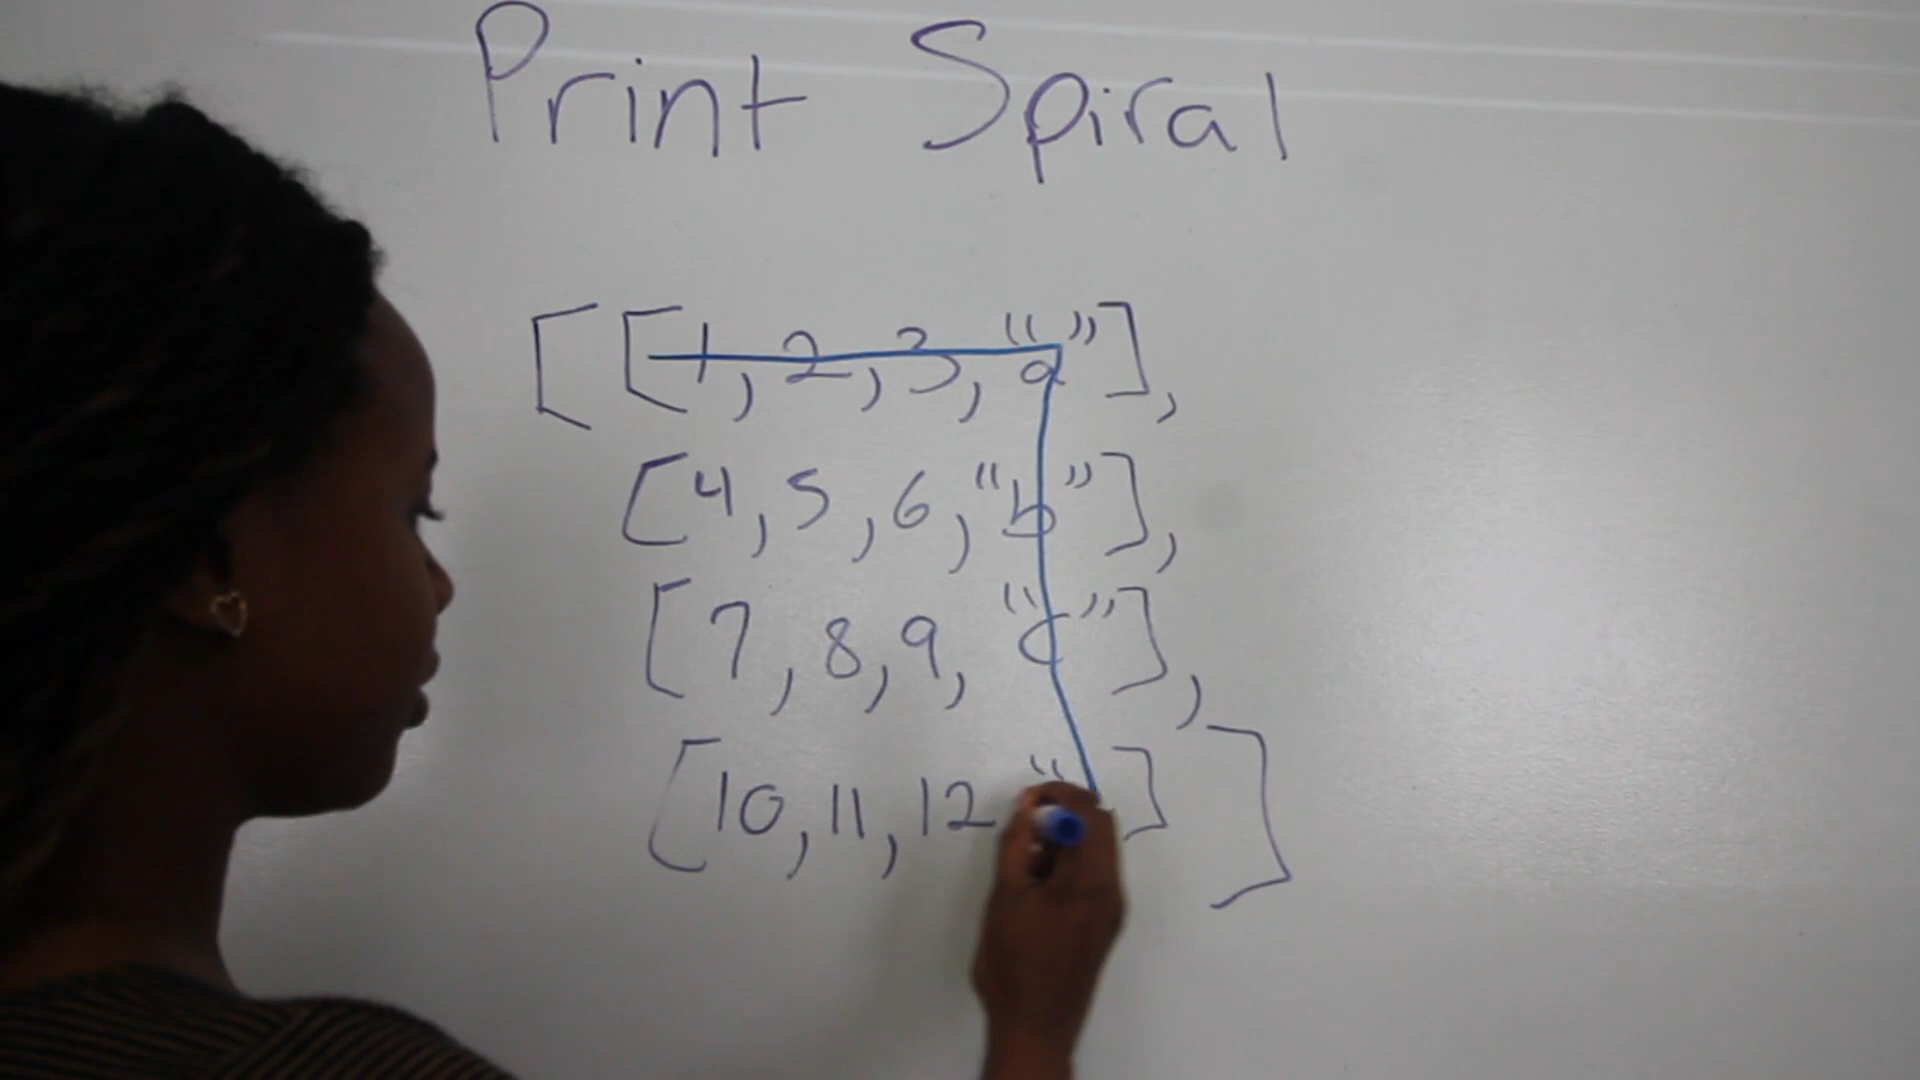 Print Spiral
[[1, 2, 3, "a"],
[4, 5, 6, "b"],
[7, 8, 9, "c"],
[10, 11, 12 " ]]